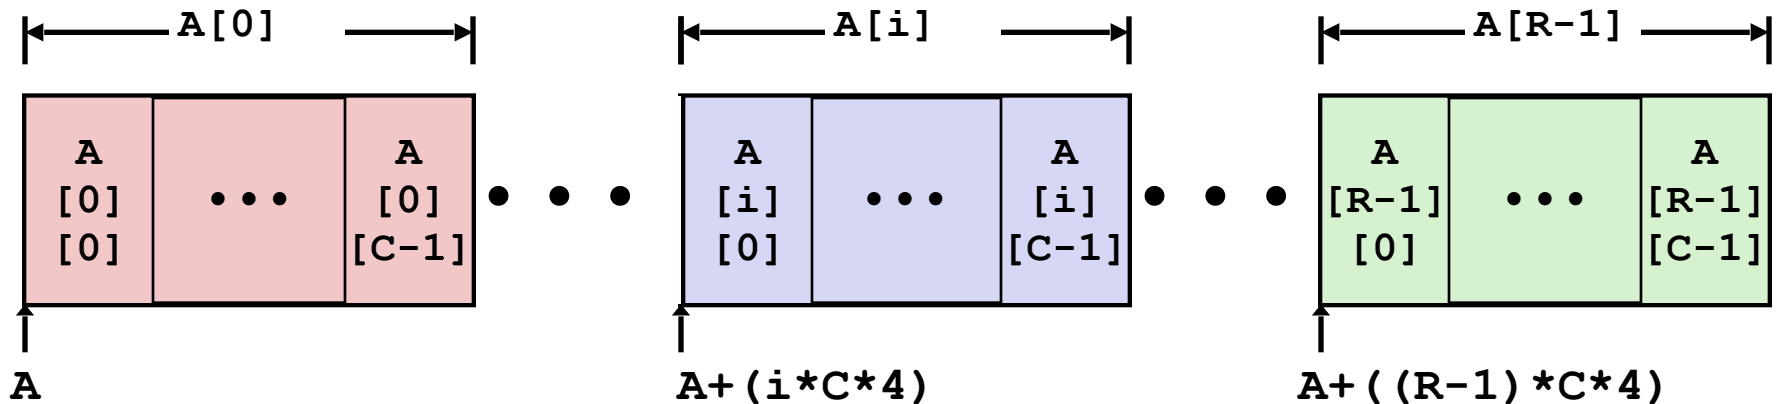 A[0] A[i] A[R-1]
A A A A A A
[0] ••• [0] • • • [i] ••• [i] • • • [R-1] ••• [R-1]
[0] [C-1] [0] [C-1] [0] [C-1]
A A+(i*C*4) A+((R-1)*C*4)